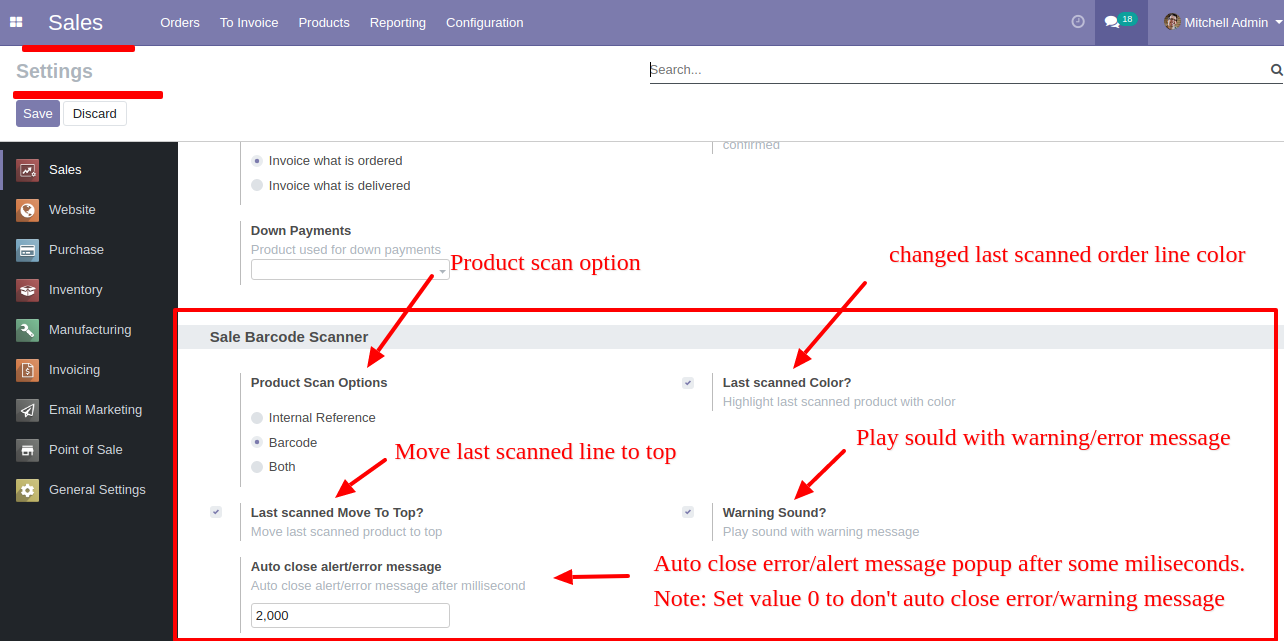 Sales Orders To Invoice Products Reporting Configuration 18 Mitchell Admin
Settings
Search...
Save Discard
confirmed
Sales
Website
Purchase
Inventory
Manufacturing
Invoicing
Email Marketing
Point of Sale
General Settings
Invoice what is ordered
Invoice what is delivered
Down Payments
Product used for down payments
Product scan option
changed last scanned order line color
Sale Barcode Scanner
Product Scan Options
Internal Reference
Barcode
Both
Last scanned Color?
Highlight last scanned product with color
Move last scanned line to top
Play sould with warning/error message
Last scanned Move To Top?
Move last scanned product to top
Warning Sound?
Play sound with warning message
Auto close alert/error message
Auto close alert/error message after millisecond
2,000
Auto close error/alert message popup after some miliseconds.
Note: Set value 0 to don't auto close error/warning message